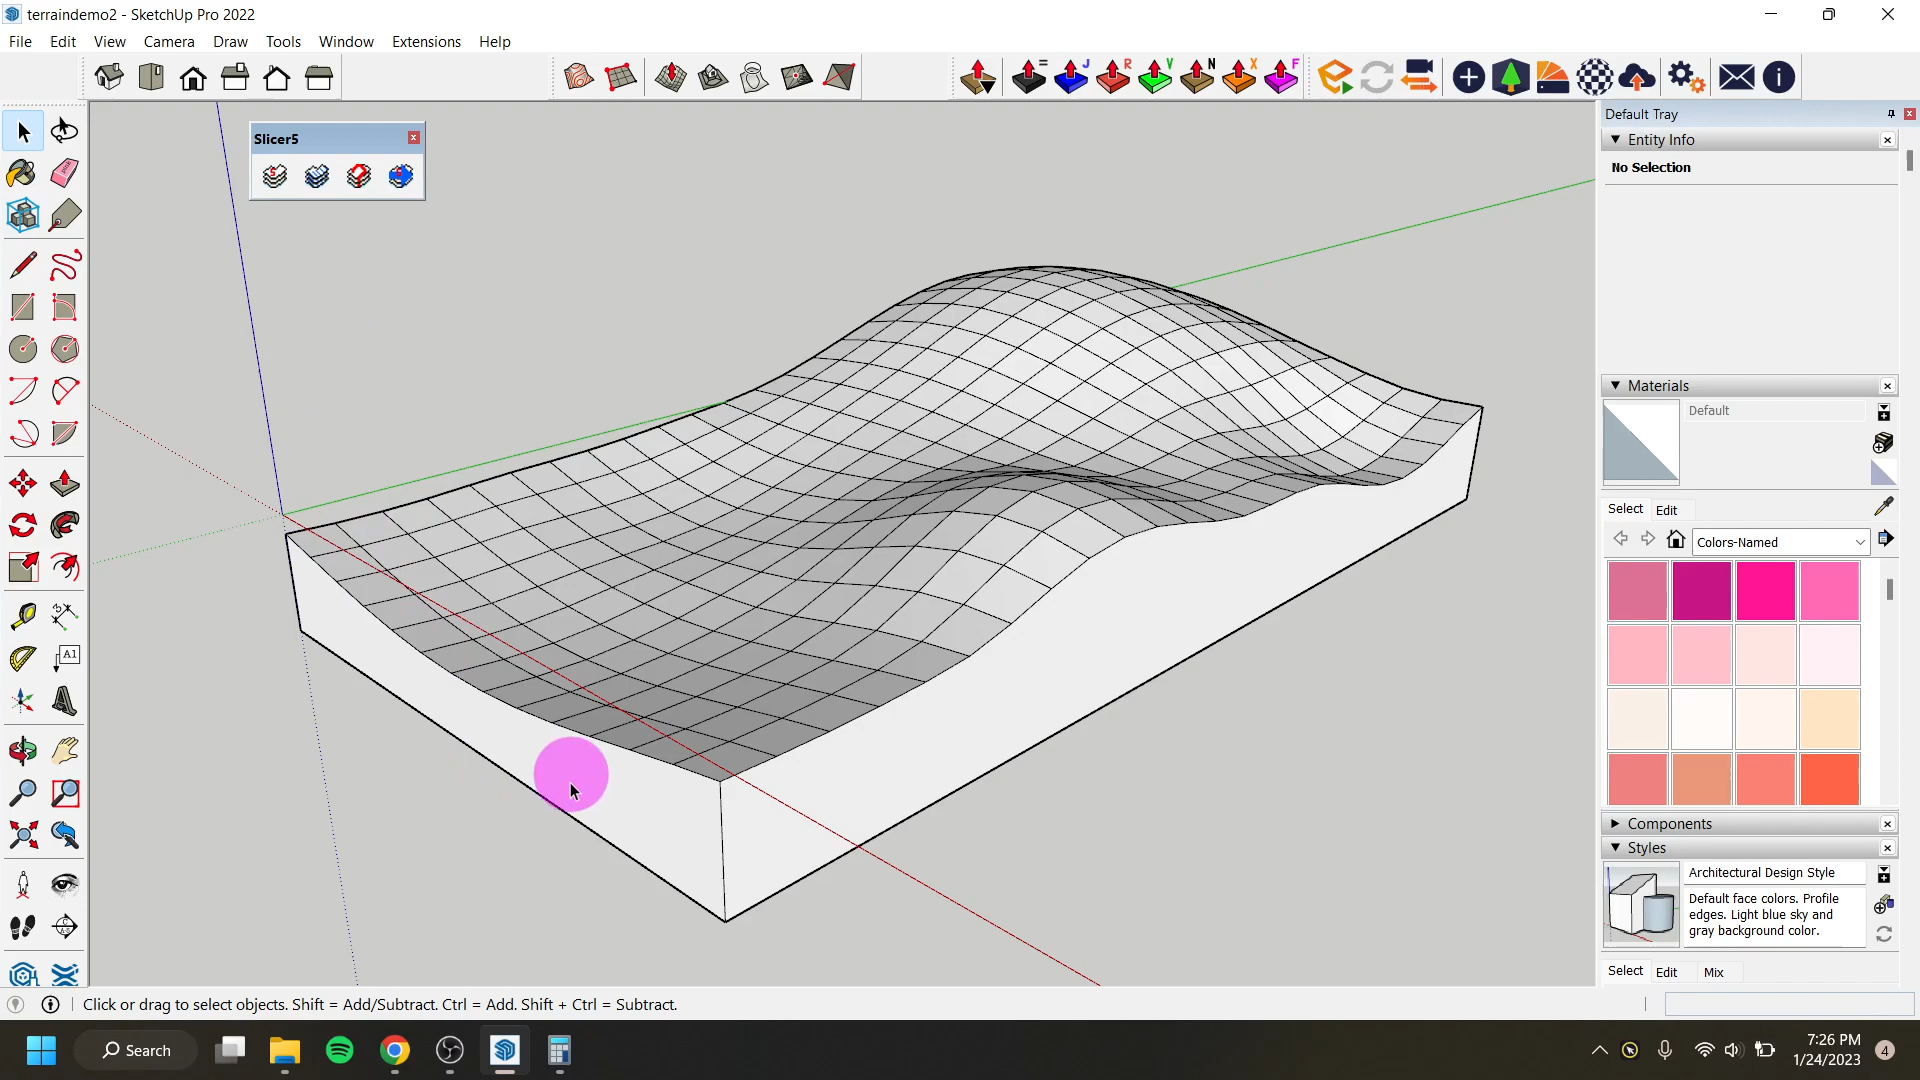 terraindemo2 - SketchUp Pro 2022
File Edit View Camera Draw Tools Window Extensions Help
= J R V N X F
Default Tray
Slicer5
Entity Info
No Selection
Materials
Default
Select Edit
Colors-Named
A1
Components
Styles
Architectural Design Style
Default face colors. Profile
edges. Light blue sky and
gray background color.
Select Edit Mix
Click or drag to select objects. Shift = Add/Subtract. Ctrl = Add. Shift + Ctrl = Subtract.
Search
7:26 PM
1/24/2023
4